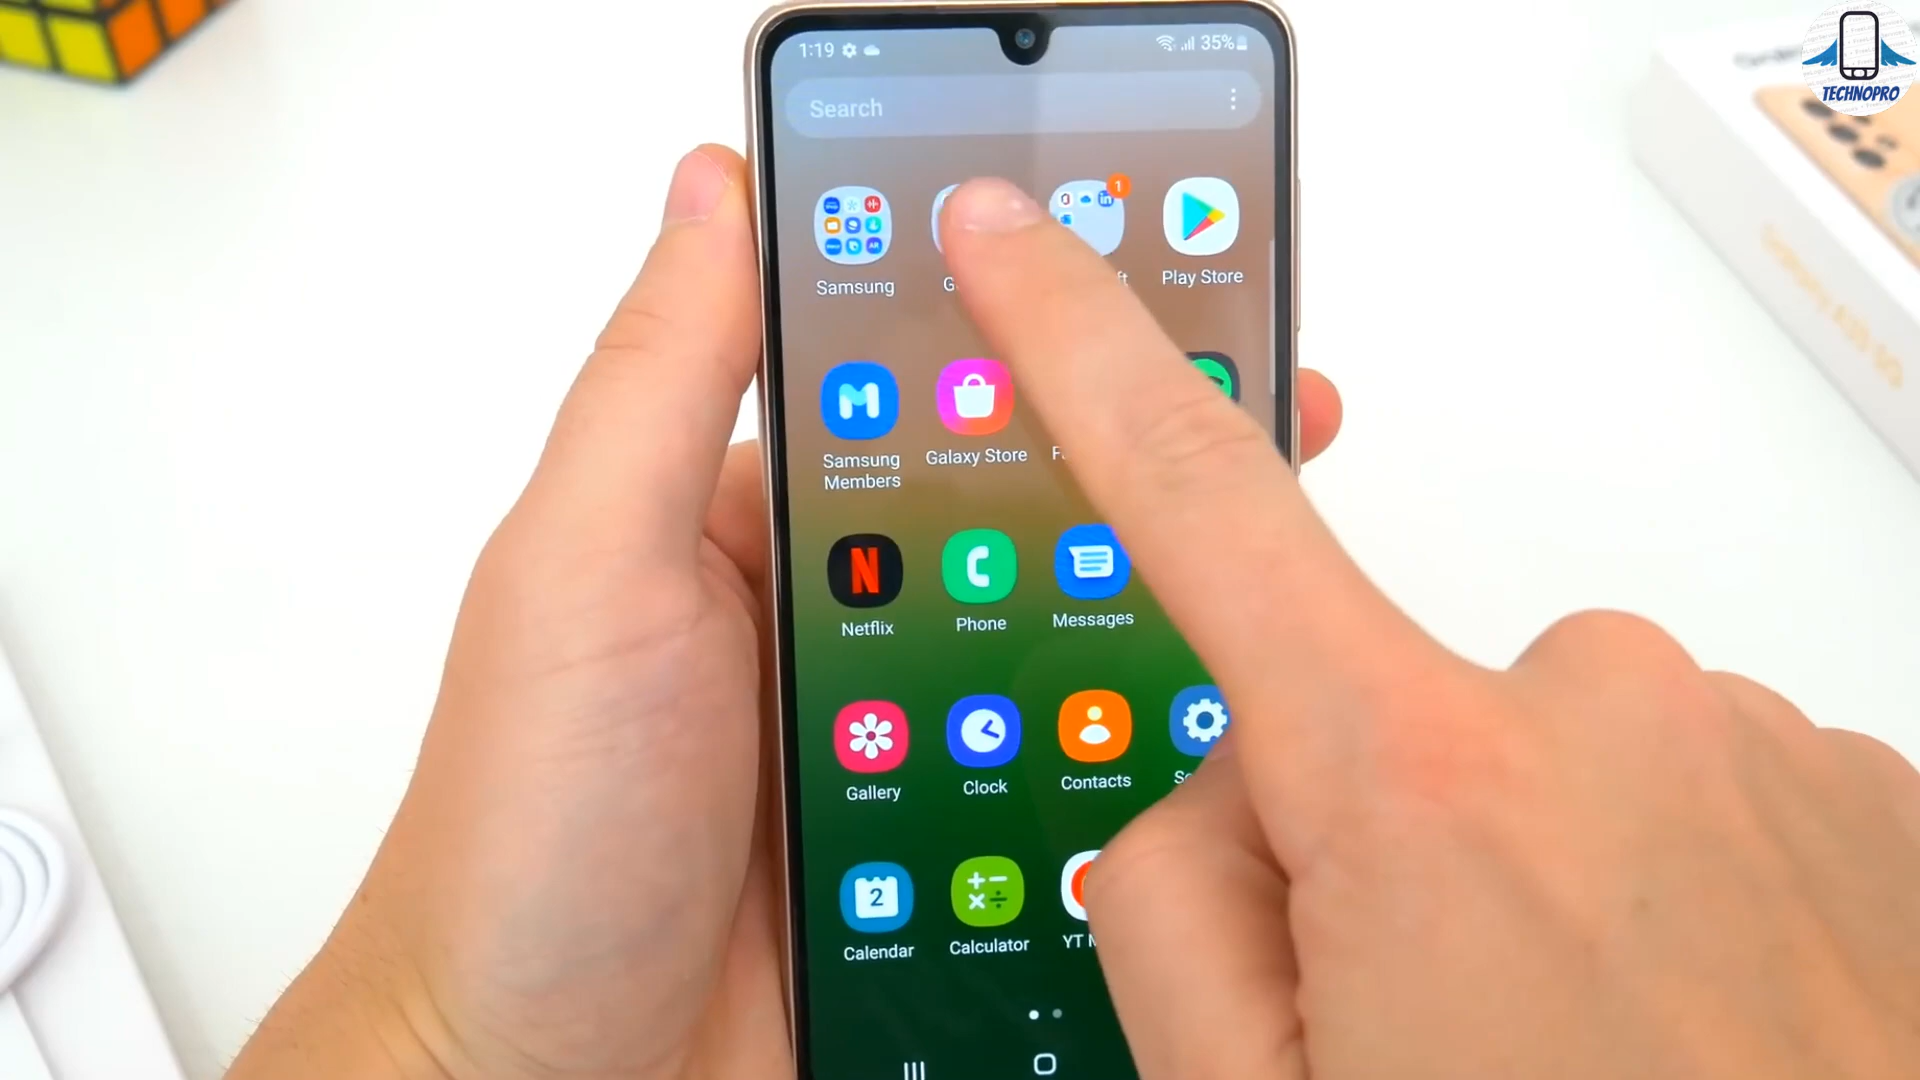 1:19
35%
Search
1
Samsung
Play Store
Samsung
Members
Galaxy Store
N
Netflix
Phone
Messages
Gallery
Clock
Contacts
2
Calendar
Calculator
YT
TECHNOPRO